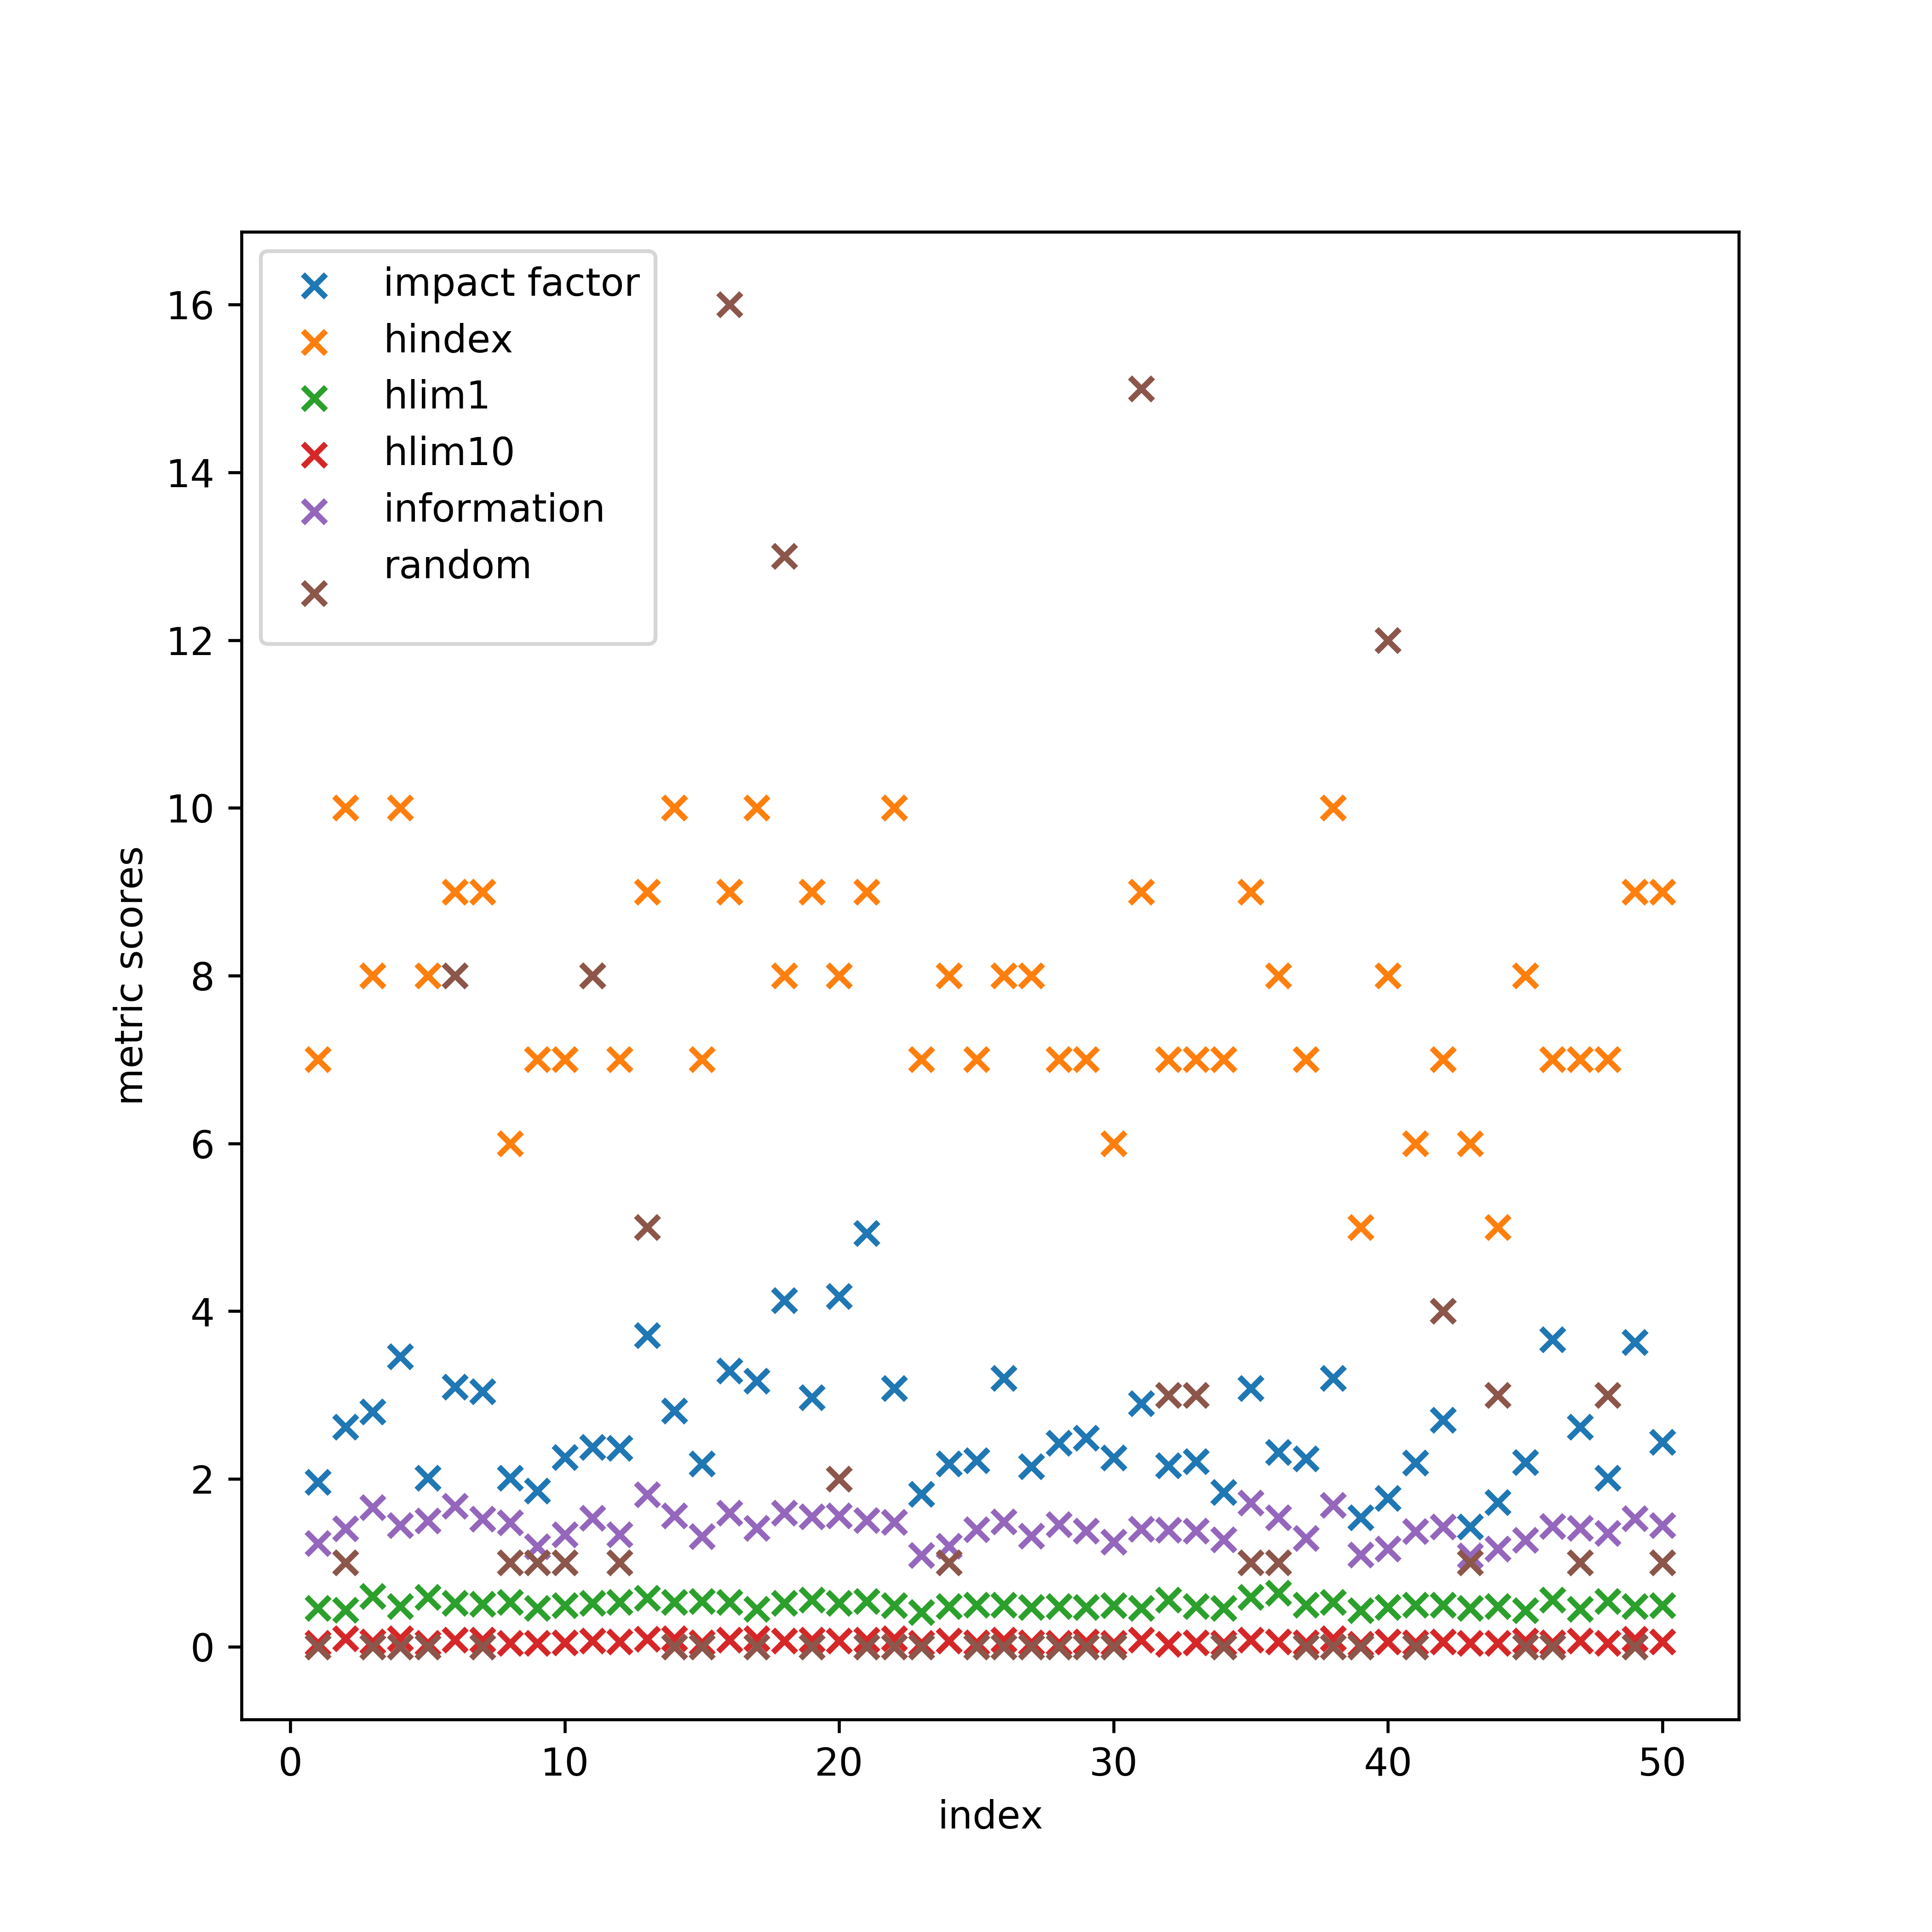 impact factor
hindex
hlim1
hlim10
information
random
16
14
12
10
8
6
4
2
0
metric scores
0 10 20 30 40 50
index